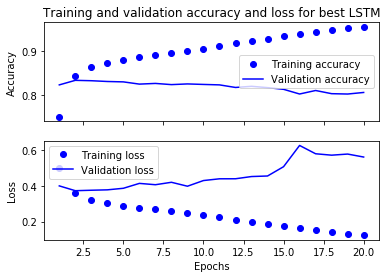 Training and validation accuracy and loss for best LSTM
Accuracy
0.9
0.8
Training accuracy
Validation accuracy
Loss
0.6
0.4
0.2
Training loss
Validation loss
2.5 5.0 7.5 10.0 12.5 15.0 17.5 20.0
Epochs